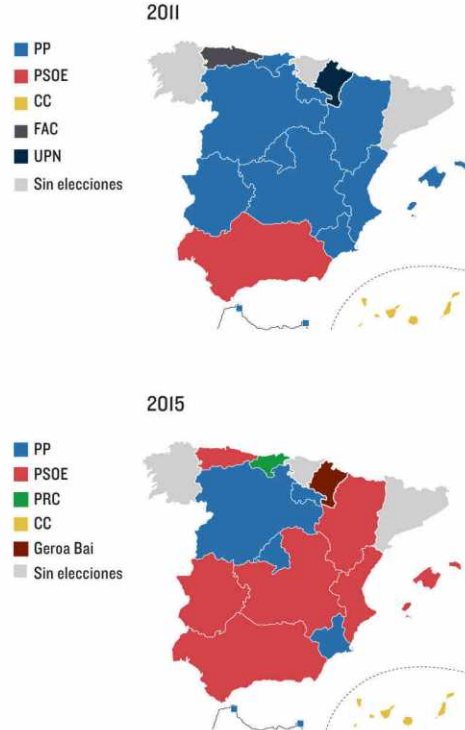 2011
PP
PSOE
CC
FAC
UPN
Sin elecciones
2015
PP
PSOE
PRC
CC
Geroa Bai
Sin elecciones